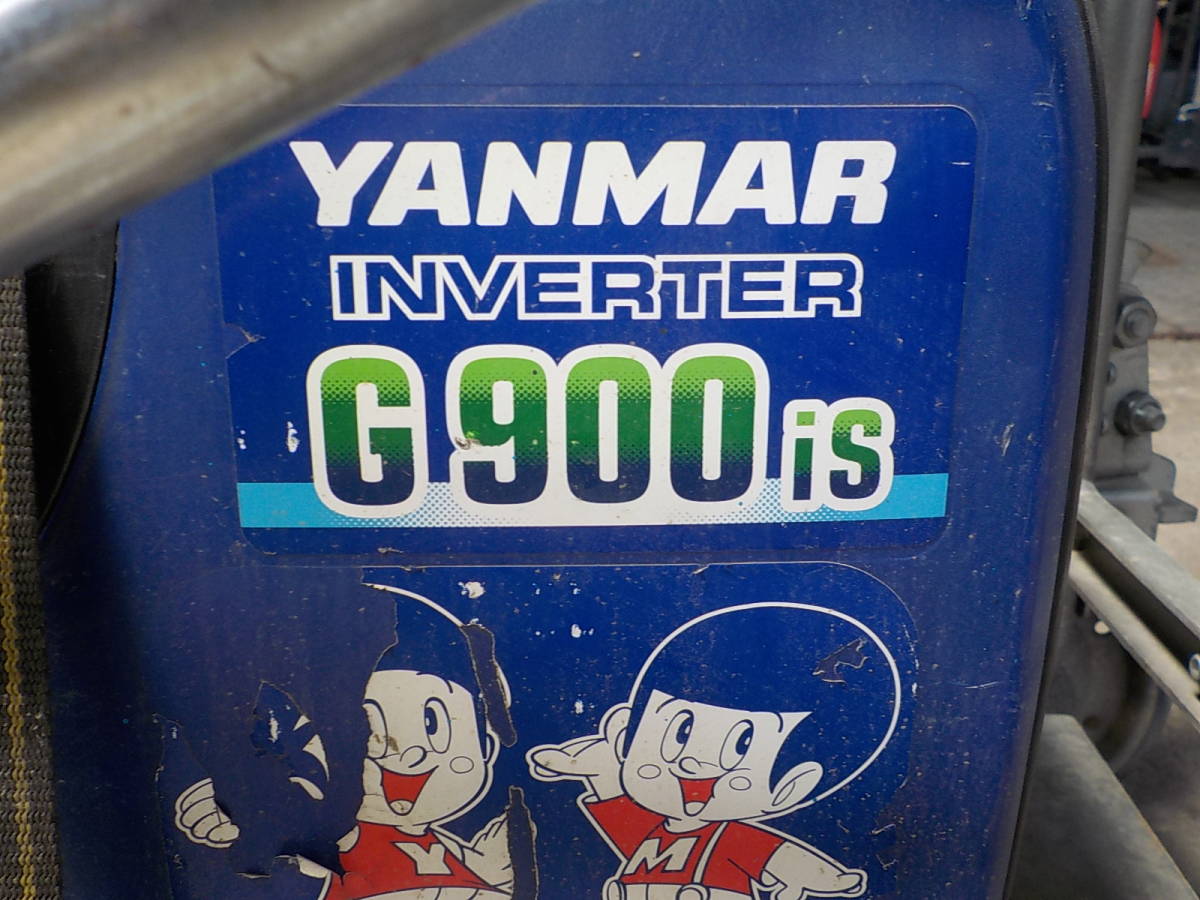 YANMAR
INVERTER
G900is
Y
M